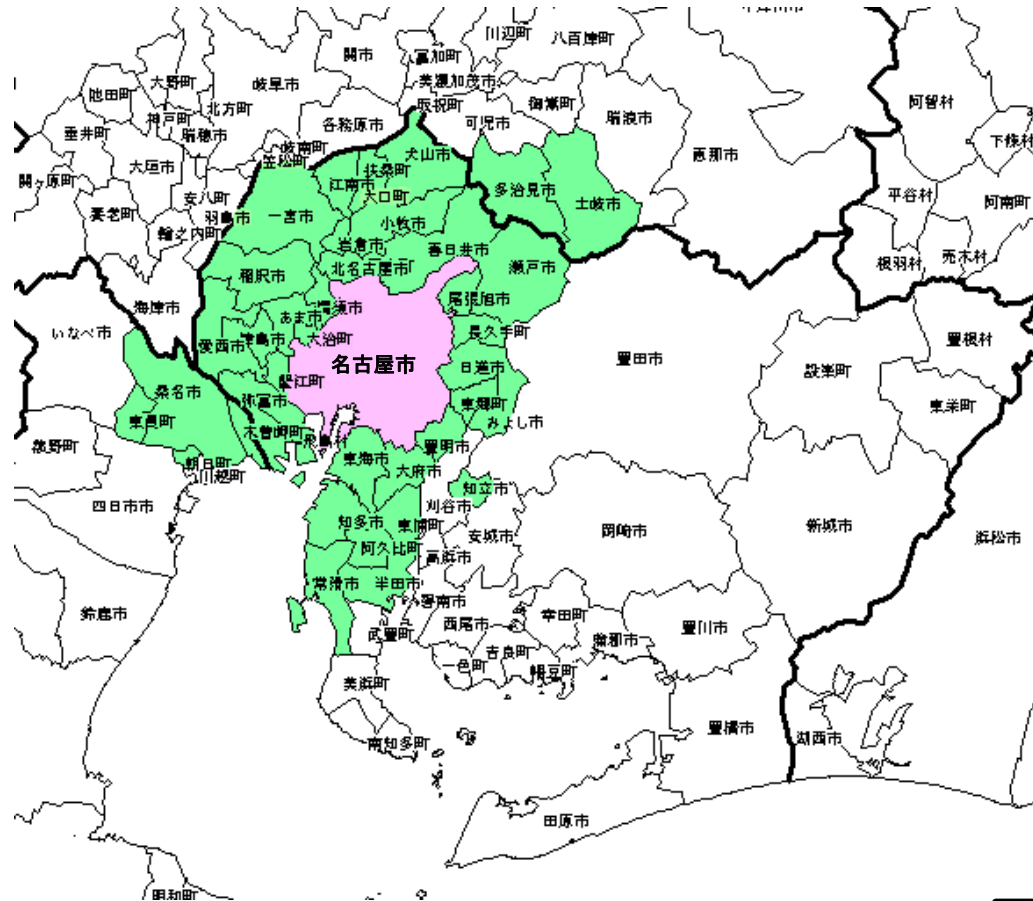 中津川市
関市
川辺町
八百津町
富加町
大野町
岐阜市
美濃加茂市
池田町
北方町
坂祝町
御嵩町
阿智村
神戸町
各務原市
可児市
瑞浪市
垂井町
瑞穂市
下條村
岐南町
犬山市
恵那市
大垣市
笠松町
扶桑町
関ヶ原町
江南市
多治見市
平谷村
安八町
大口町
土岐市
阿南町
養老町
羽島市
一宮市
小牧市
輪之内町
岩倉市
春日井市
売木村
稲沢市
北名古屋市
瀬戸市
根羽村
海津市
尾張旭市
清須市
あま市
いなべ市
長久手町
津島市
大治町
豊根村
愛西市
名古屋市
豊田市
日進市
設楽町
桑名市
蟹江町
弥富市
東郷町
東栄町
東員町
みよし市
木曽岬町
飛島村
菰野町
豊明市
東海市
朝日町
大府市
川越町
知立市
四日市市
刈谷市
知多市
東浦町
岡崎市
新城市
安城市
浜松市
阿久比町
高浜市
常滑市
半田市
碧南市
鈴鹿市
幸田町
西尾市
豊川市
武豊町
蒲郡市
吉良町
一色町
幡豆町
美浜町
豊橋市
湖西市
南知多町
田原市
明和町